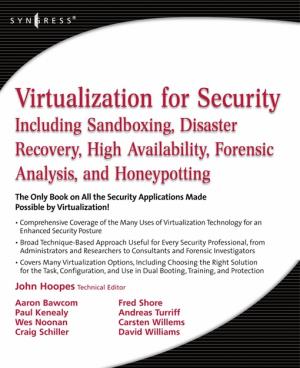 SYNGRESS®
Virtualization for Security
Including Sandboxing, Disaster
Recovery, High Availability, Forensic
Analysis, and Honeypotting
The Only Book on All the Security Applications Made
Possible by Virtualization!
• Comprehensive Coverage of the Many Uses of Virtualization Technology for an
Enhanced Security Posture
• Broad Technique-Based Approach Useful for Every Security Professional, from
Administrators and Researchers to Consultants and Forensic Investigators
• Covers Many Virtualization Options, Including Choosing the Right Solution
for the Task, Configuration, and Use in Dual Booting, Training, and Protection
John Hoopes Technical Editor
Aaron Bawcom
Paul Kenealy
Wes Noonan
Craig Schiller
Fred Shore
Andreas Turriff
Carsten Willems
David Williams